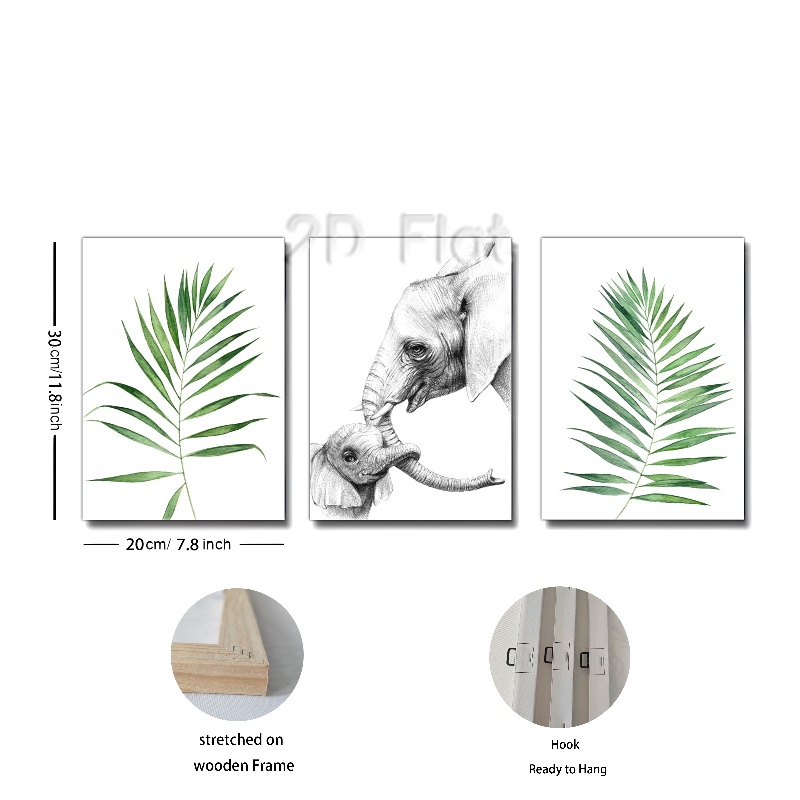 2D Flat
30cm/11.8inch
20cm/ 7.8 inch
stretched on
wooden Frame
Hook
Ready to Hang